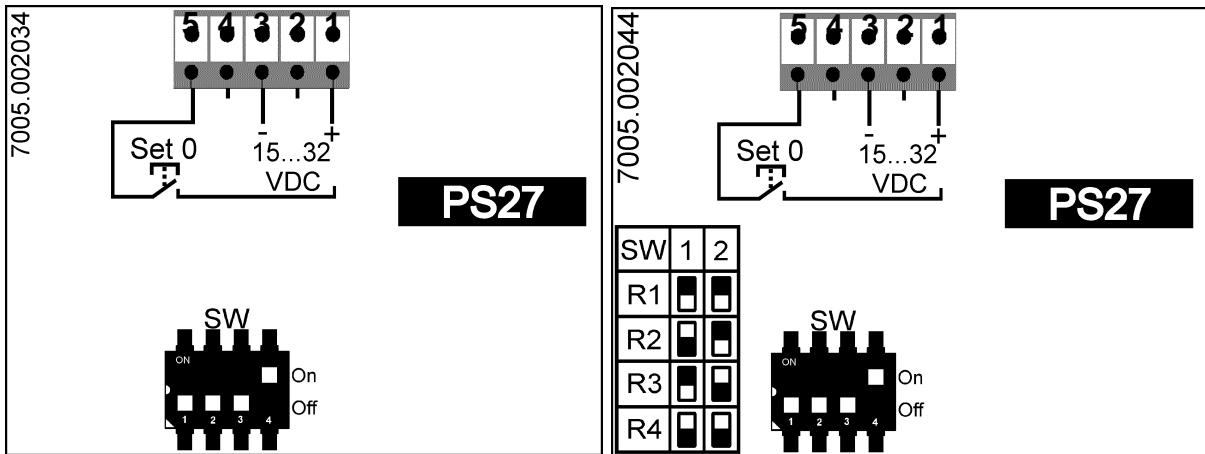 7005.002034
5 4 3 2 1
- +
Set 0
15...32
VDC
PS27
SW
ON
On
Off
1 2 3 4
7005.002044
5 4 3 2 1
- +
Set 0
15...32
VDC
PS27
SW 1 2
R1
R2
R3
R4
SW
ON
On
Off
1 2 3 4